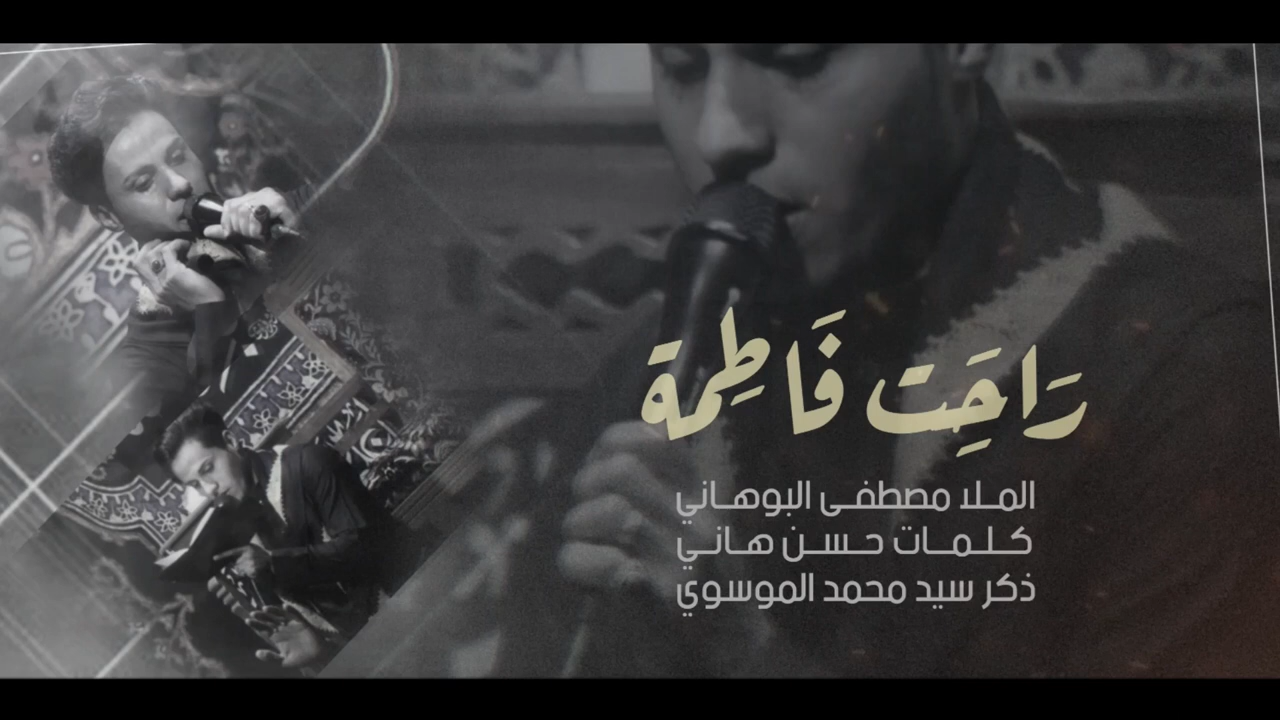 رَاحَِت فَاطِمة
الملا مصطفى البوهاني
كلمات حسن هاني
ذكر سيد محمد الموسوي